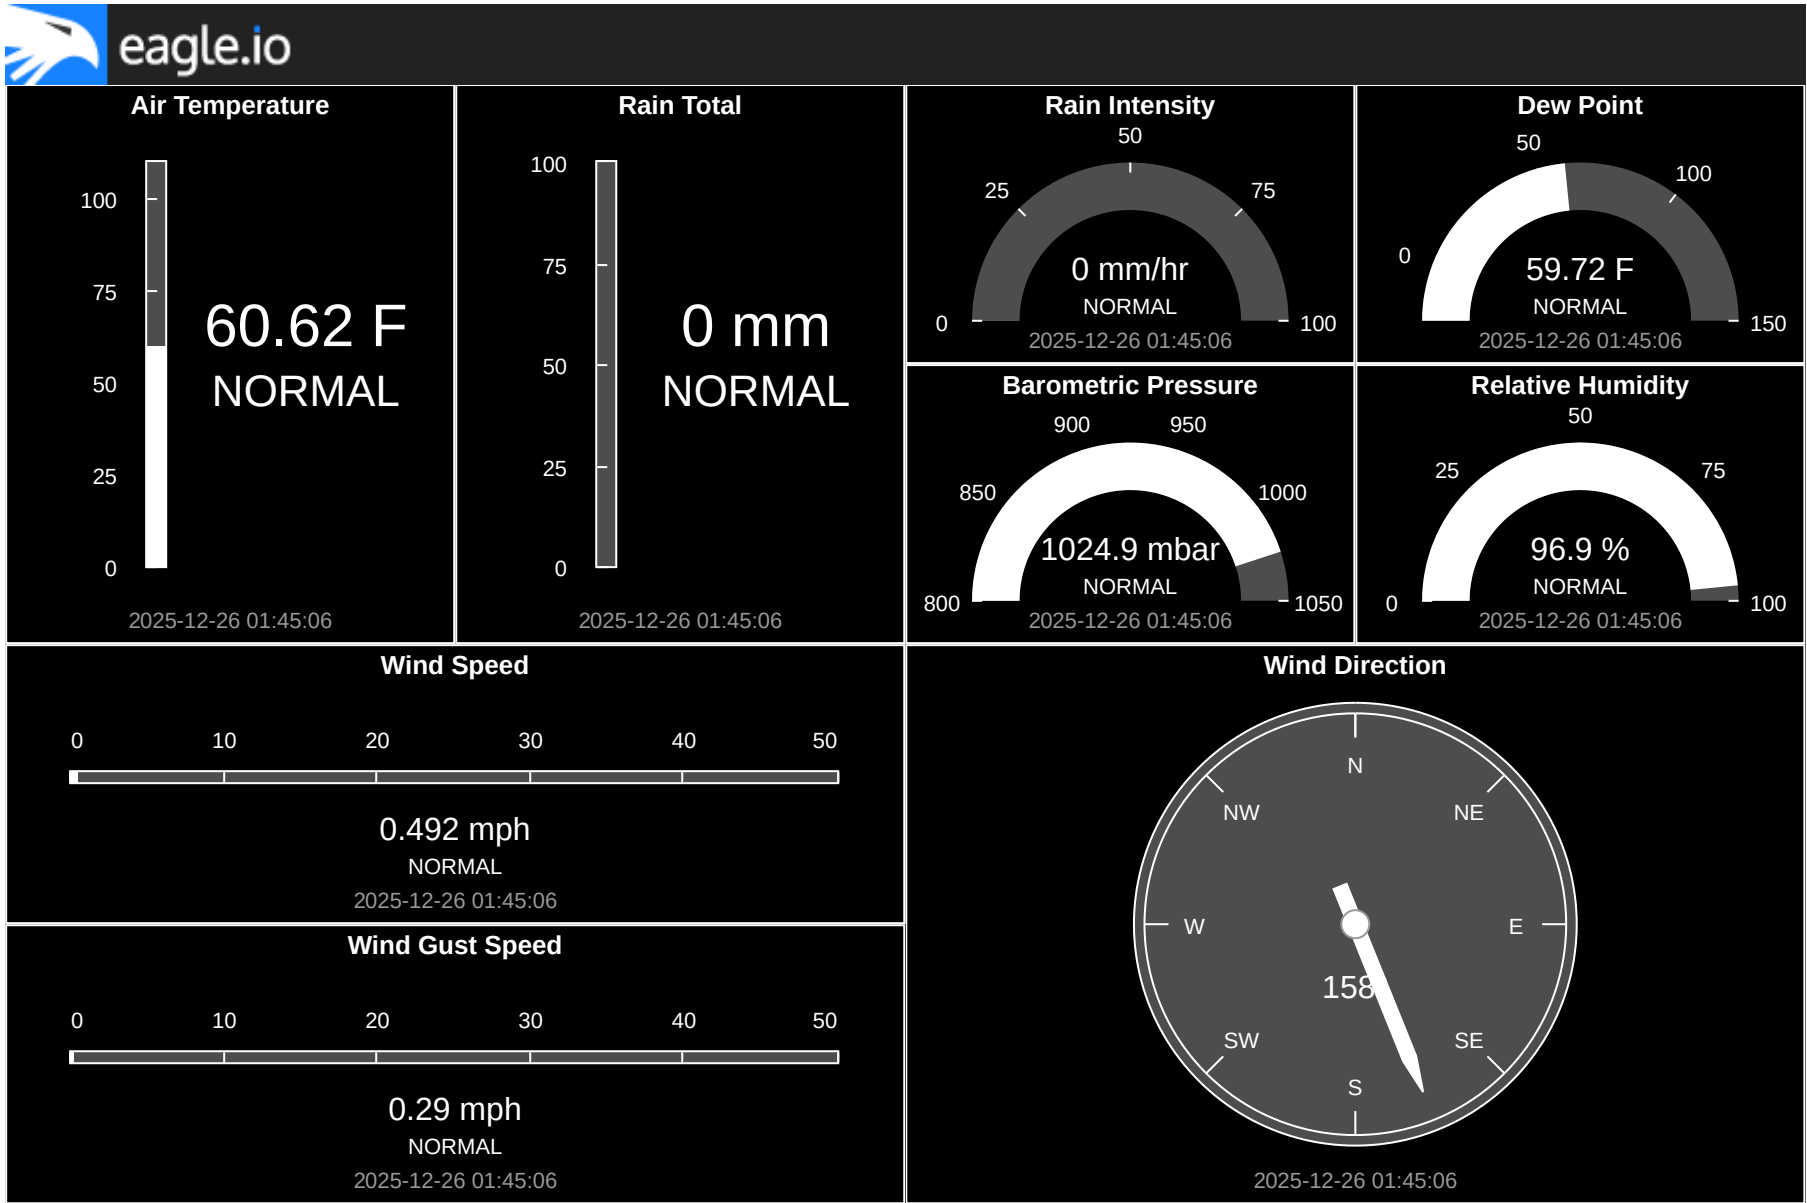 eagle.io
Air Temperature
100
75
50
25
0
60.62 F
NORMAL
2025-12-26 01:45:06
Rain Total
100
75
50
25
0
0 mm
NORMAL
2025-12-26 01:45:06
Rain Intensity
0
25
50
75
100
0 mm/hr
NORMAL
2025-12-26 01:45:06
Dew Point
0
50
100
150
59.72 F
NORMAL
2025-12-26 01:45:06
Barometric Pressure
800
850
900
950
1000
1050
1024.9 mbar
NORMAL
2025-12-26 01:45:06
Relative Humidity
0
25
50
75
100
96.9 %
NORMAL
2025-12-26 01:45:06
Wind Speed
0 10 20 30 40 50
0.492 mph
NORMAL
2025-12-26 01:45:06
Wind Gust Speed
0 10 20 30 40 50
0.29 mph
NORMAL
2025-12-26 01:45:06
Wind Direction
N
NW NE
W E
158
SW SE
S
2025-12-26 01:45:06